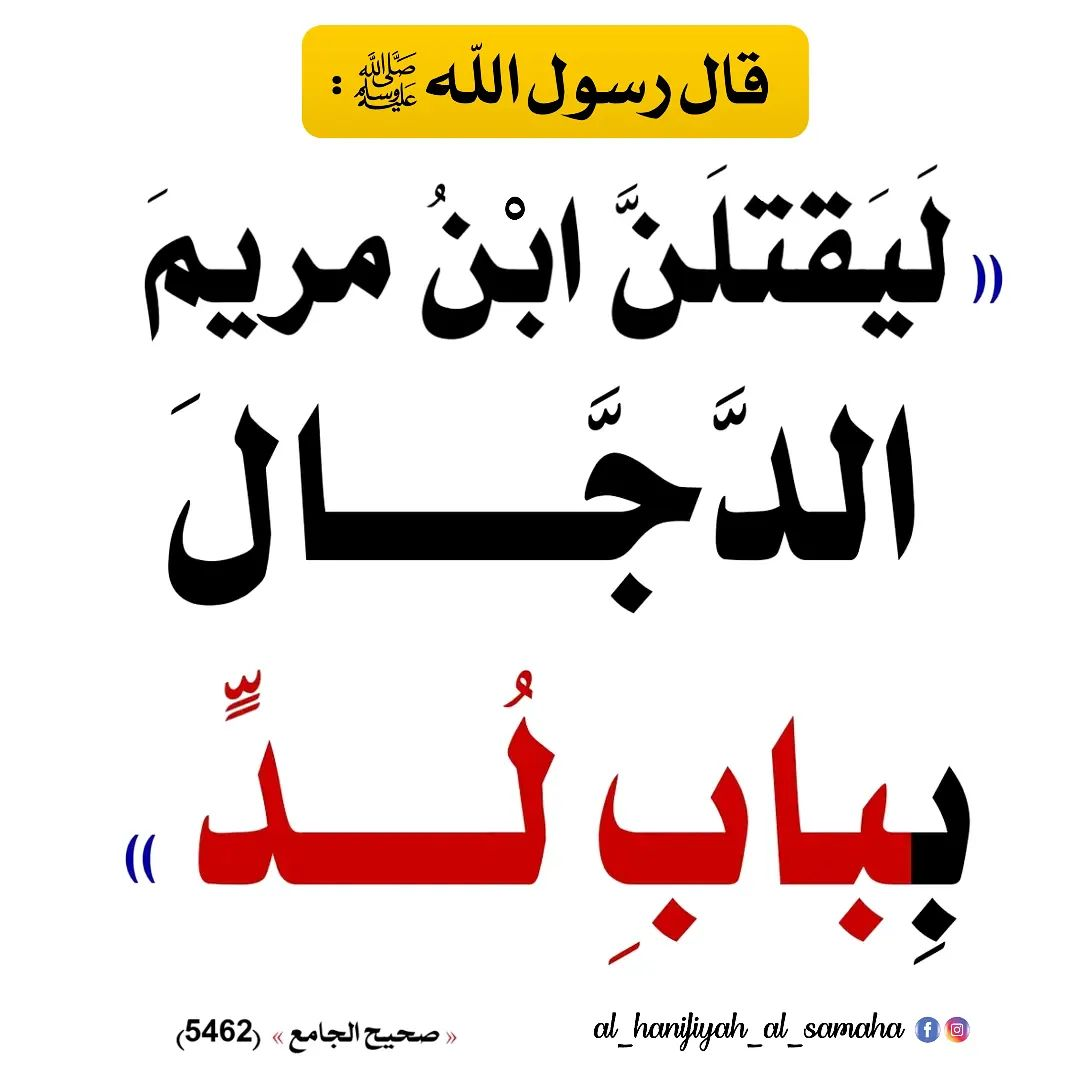 قال رسول الله ﷺ :
(( لَيَقتلَنَّ ابْنُ مريمَ
الدَّجَّـــال‌َ
بِبابِ لُـــدٍّ ))
« صحيح الجامع » (5462)
al_hanifiyah_al_samaha